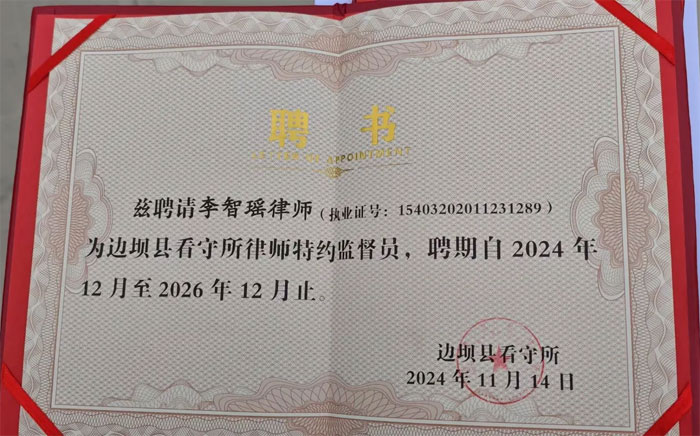 聘书
LETTER OF APPOINTMENT
兹聘请李智瑶律师（执业证号：15403202011231289）
为边坝县看守所律师特约监督员，聘期自2024年
12月至2026年12月止。
边坝县看守所
2024年11月14日